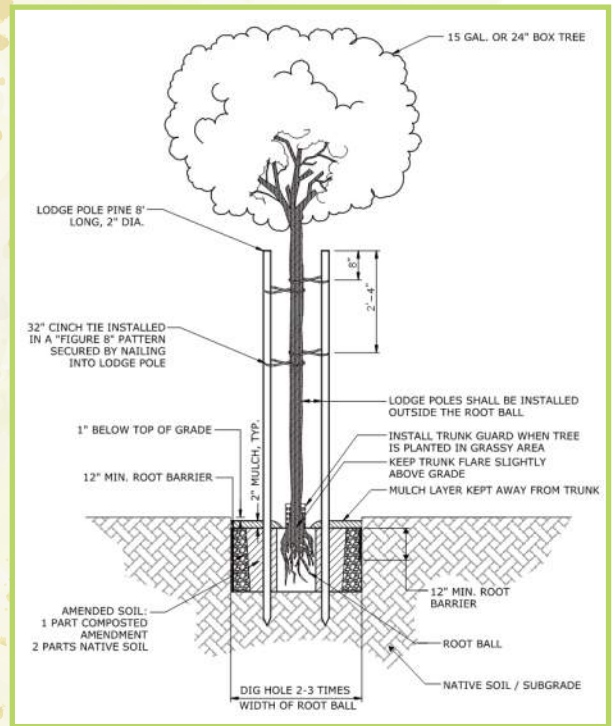 15 GAL. OR 24" BOX TREE
LODGE POLE PINE 8'
LONG, 2" DIA.
8"
2'-4"
32" CINCH TIE INSTALLED
IN A "FIGURE 8" PATTERN
SECURED BY NAILING
INTO LODGE POLE
LODGE POLES SHALL BE INSTALLED
OUTSIDE THE ROOT BALL
1" BELOW TOP OF GRADE
2" MULCH, TYP.
INSTALL TRUNK GUARD WHEN TREE
IS PLANTED IN GRASSY AREA
KEEP TRUNK FLARE SLIGHTLY
ABOVE GRADE
12" MIN. ROOT BARRIER
MULCH LAYER KEPT AWAY FROM TRUNK
12" MIN. ROOT
BARRIER
AMENDED SOIL:
1 PART COMPOSTED
AMENDMENT
2 PARTS NATIVE SOIL
ROOT BALL
NATIVE SOIL / SUBGRADE
DIG HOLE 2-3 TIMES
WIDTH OF ROOT BALL